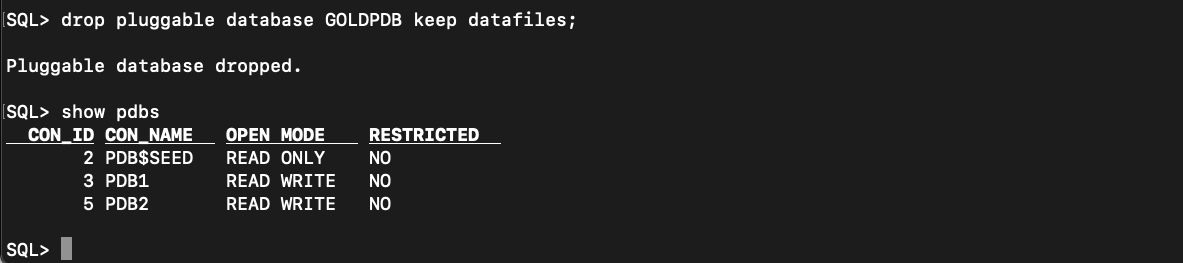 SQL> drop pluggable database GOLDPDB keep datafiles;
Pluggable database dropped.
SQL> show pdbs
CON_ID CON_NAME OPEN MODE RESTRICTED
2 PDB$SEED READ ONLY NO
3 PDB1 READ WRITE NO
5 PDB2 READ WRITE NO
SQL>